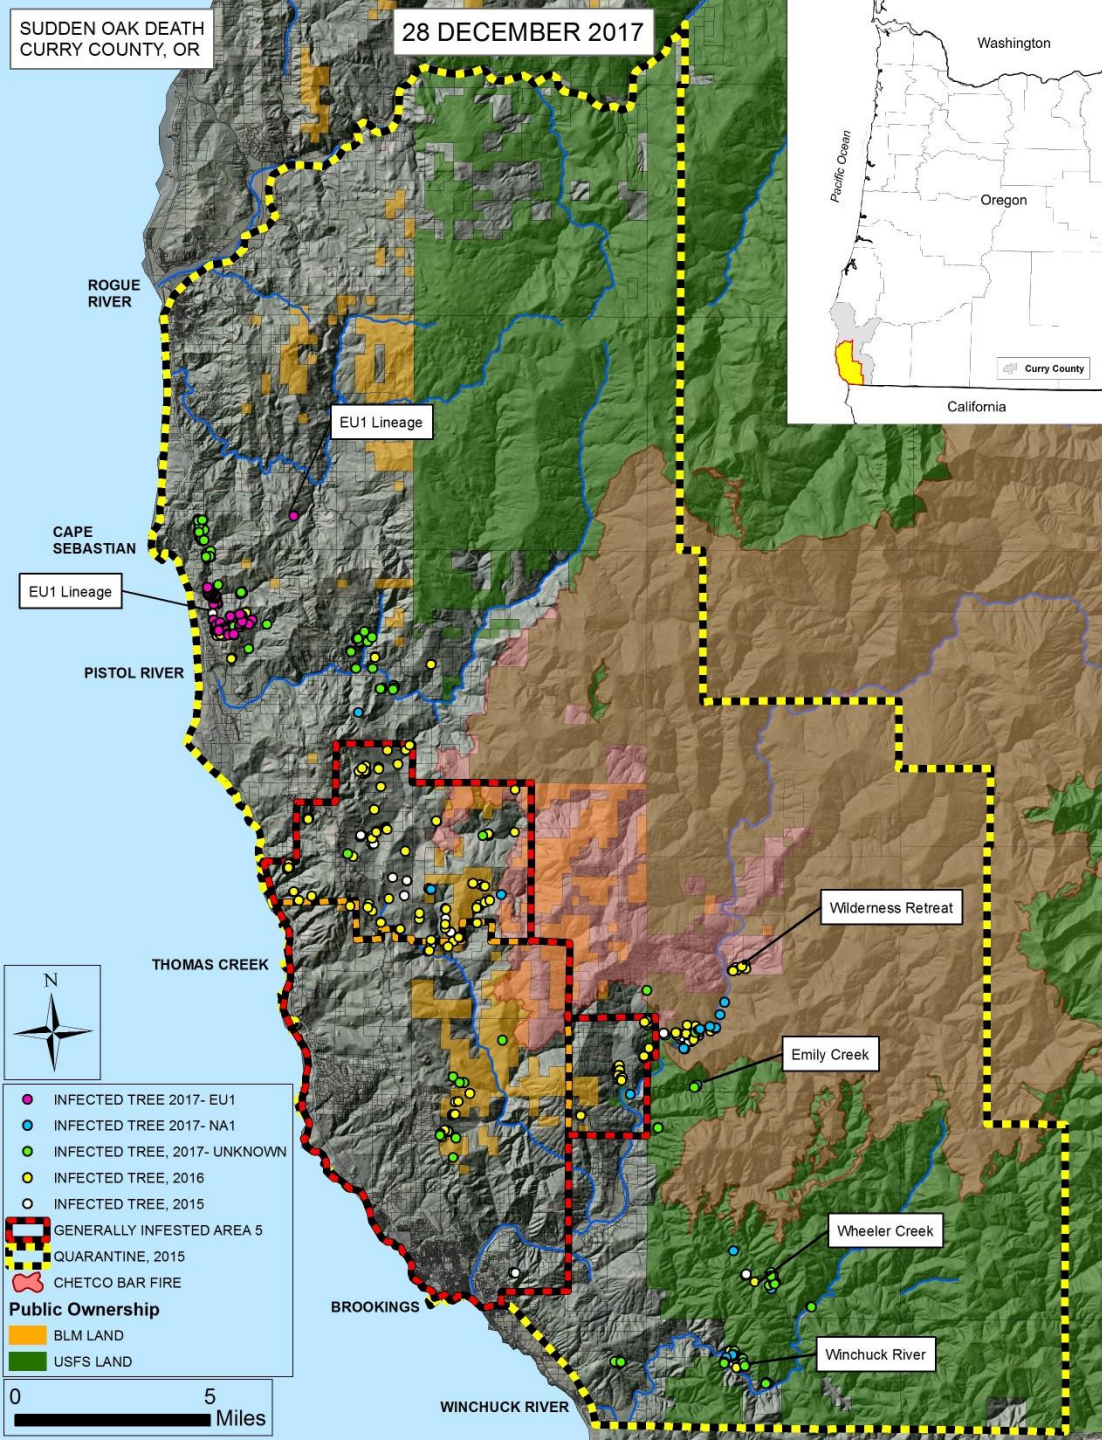 SUDDEN OAK DEATH
CURRY COUNTY, OR
28 DECEMBER 2017
Washington
Pacific Ocean
Oregon
Curry County
California
ROGUE
RIVER
EU1 Lineage
CAPE
SEBASTIAN
EU1 Lineage
PISTOL RIVER
Wilderness Retreat
THOMAS CREEK
N
Emily Creek
INFECTED TREE 2017- EU1
INFECTED TREE 2017- NA1
INFECTED TREE, 2017- UNKNOWN
INFECTED TREE, 2016
INFECTED TREE, 2015
GENERALLY INFESTED AREA 5
QUARANTINE, 2015
CHETCO BAR FIRE
Public Ownership
BLM LAND
USFS LAND
Wheeler Creek
BROOKINGS
Winchuck River
0 5
Miles
WINCHUCK RIVER